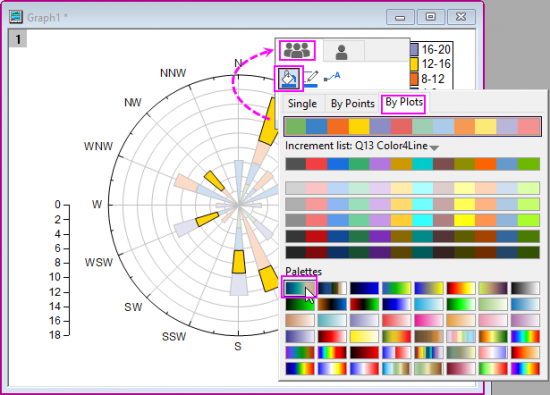 Graph1 *
1
N
NNW
NW
WNW
W
WSW
SW
SSW
S
0
2
4
6
8
10
12
14
16
18
16-20
12-16
8-12
A
Single By Points By Plots
Increment list: Q13 Color4Line
Palettes